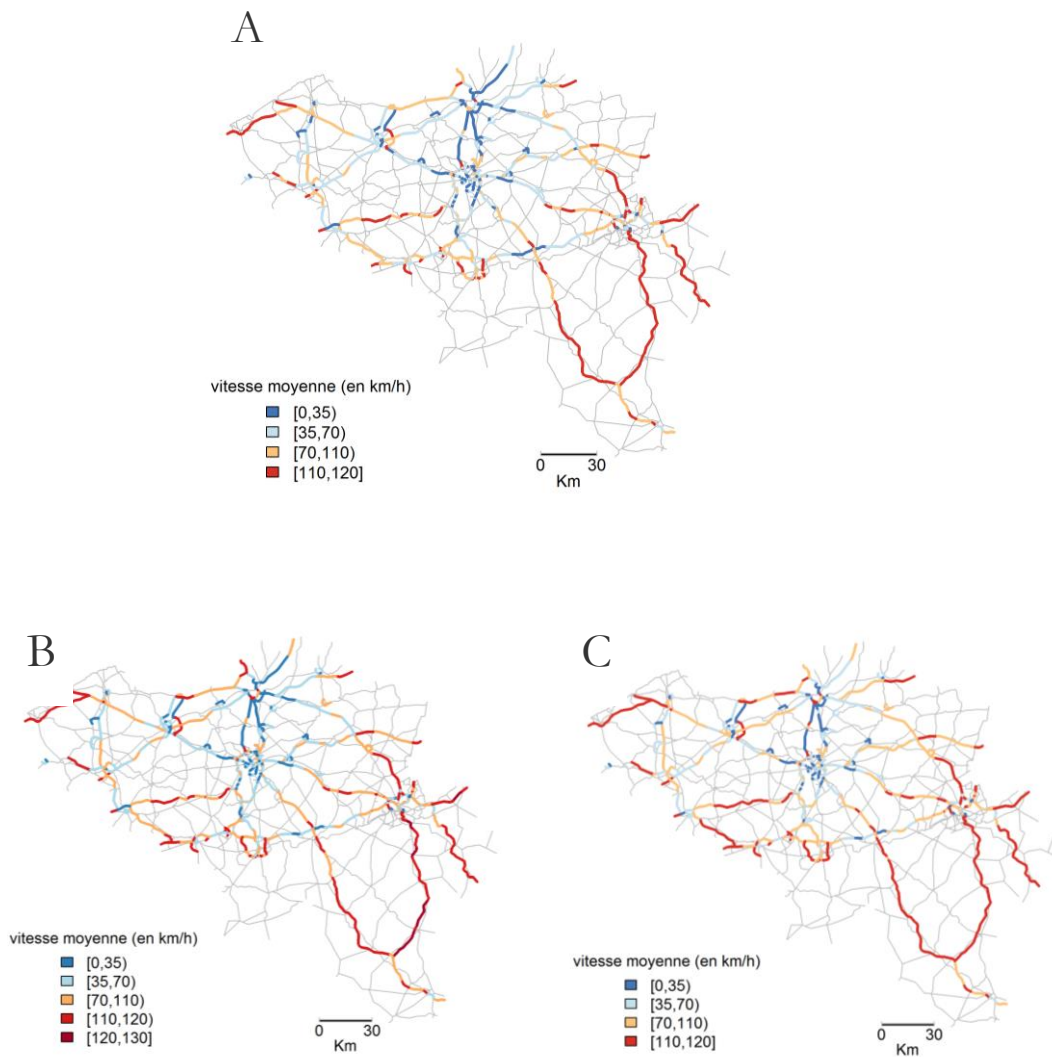 A
vitesse moyenne (en km/h)
[0,35)
[35,70)
[70,110)
[110,120]
0 30
Km
B
vitesse moyenne (en km/h)
[0,35)
[35,70)
[70,110)
[110,120)
[120,130]
0 30
Km
C
vitesse moyenne (en km/h)
[0,35)
[35,70)
[70,110)
[110,120]
0 30
Km